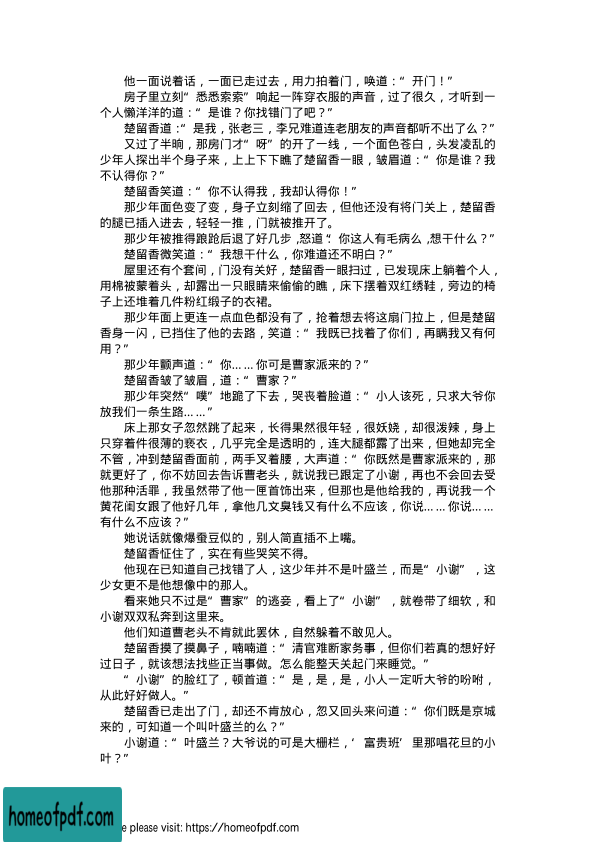 他一面说着话，一面已走过去，用力拍着门，唤道：“开门！”
房子里立刻“悉悉索索”响起一阵穿衣服的声音，过了很久，才听到一
个人懒洋洋的道：“是谁？你找错门了吧？”
楚留香道：“是我，张老三，李兄难道连老朋友的声音都听不出了么？”
又过了半晌，那房门才“呀”的开了一线，一个面色苍白，头发凌乱的
少年人探出半个身子来，上上下下瞧了楚留香一眼，皱眉道：“你是谁？我
不认得你？”
楚留香笑道：“你不认得我，我却认得你！”
那少年面色变了变，身子立刻缩了回去，但他还没有将门关上，楚留香
的腿已插入进去，轻轻一推，门就被推开了。
那少年被推得踉跄后退了好几步，怒道“：你这人有毛病么，想干什么？”
楚留香微笑道：“我想干什么，你难道还不明白？”
屋里还有个套间，门没有关好，楚留香一眼扫过，已发现床上躺着个人，
用棉被蒙着头，却露出一只眼睛来偷偷的瞧，床下摆着双红绣鞋，旁边的椅
子上还堆着几件粉红缎子的衣裙。
那少年面上更连一点血色都没有了，抢着想去将这扇门拉上，但是楚留
香身一闪，已挡住了他的去路，笑道：“我既已找着了你们，再瞒我又有何
用？”
那少年颤声道：“你……你可是曹家派来的？”
楚留香皱了皱眉，道：“曹家？”
那少年突然“噗”地跪了下去，哭丧着脸道：“小人该死，只求大爷你
放我们一条生路……”
床上那女子忽然跳了起来，长得果然很年轻，很妖娆，却很泼辣，身上
只穿着件很薄的亵衣，几乎完全是透明的，连大腿都露了出来，但她却完全
不管，冲到楚留香面前，两手叉着腰，大声道：“你既然是曹家派来的，那
就更好了，你不妨回去告诉曹老头，就说我已跟定了小谢，再也不会回去受
他那种活罪，我虽然带了他一匣首饰出来，但那也是他给我的，再说我一个
黄花闺女跟了他好几年，拿他几文臭钱又有什么不应该，你说……你说……
有什么不应该？”
她说话就像爆蚕豆似的，别人简直插不上嘴。
楚留香怔住了，实在有些哭笑不得。
他现在已知道自己找错了人，这少年并不是叶盛兰，而是“小谢”，这
少女更不是他想像中的那人。
看来她只不过是“曹家”的逃妾，看上了“小谢”，就卷带了细软，和
小谢双双私奔到这里来。
他们知道曹老头不肯就此罢休，自然躲着不敢见人。
楚留香摸了摸鼻子，喃喃道：“清官难断家务事，但你们若真的想好好
过日子，就该想法找些正当事做。怎么能整天关起门来睡觉。”
“小谢”的脸红了，顿首道：“是，是，是，小人一定听大爷的吩咐，
从此好好做人。”
楚留香已走出了门，却还不肯放心，忽又回头来问道：“你们既是京城
来的，可知道一个叫叶盛兰的么？”
小谢道：“叶盛兰？大爷说的可是大栅栏，‘富贵班’里那唱花旦的小
叶？”
homeofpdf.com
e please visit: https://homeofpdf.com